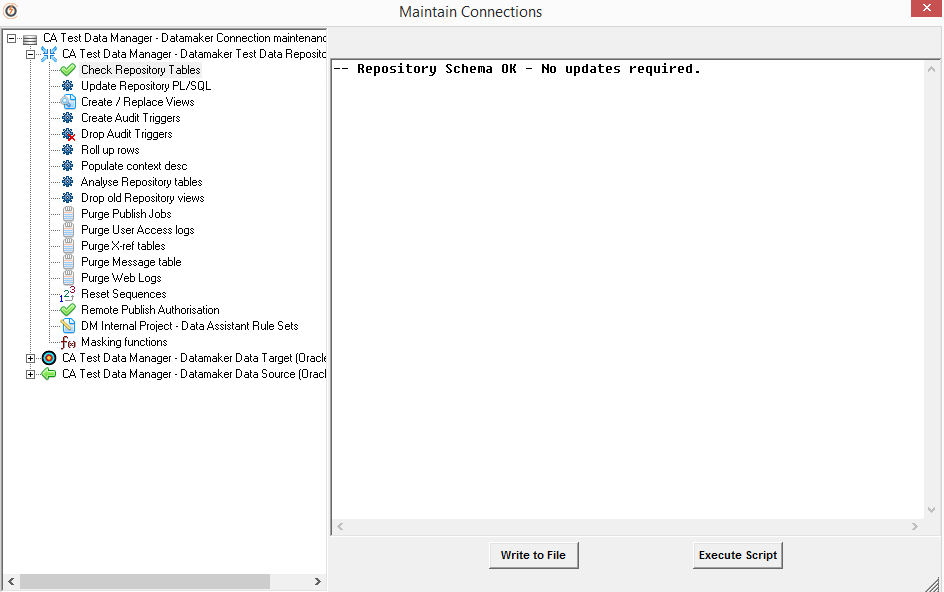 Maintain Connections
CA Test Data Manager - Datamaker Connection maintenanc
CA Test Data Manager - Datamaker Test Data Reposito
Check Repository Tables
Update Repository PL/SQL
Create / Replace Views
Create Audit Triggers
Drop Audit Triggers
Roll up rows
Populate context desc
Analyse Repository tables
Drop old Repository views
Purge Publish Jobs
Purge User Access logs
Purge X-ref tables
Purge Message table
Purge Web Logs
Reset Sequences
Remote Publish Authorisation
DM Internal Project - Data Assistant Rule Sets
Masking functions
CA Test Data Manager - Datamaker Data Target (Oracle
CA Test Data Manager - Datamaker Data Source (Oracl
-- Repository Schema OK - No updates required.
Write to File
Execute Script